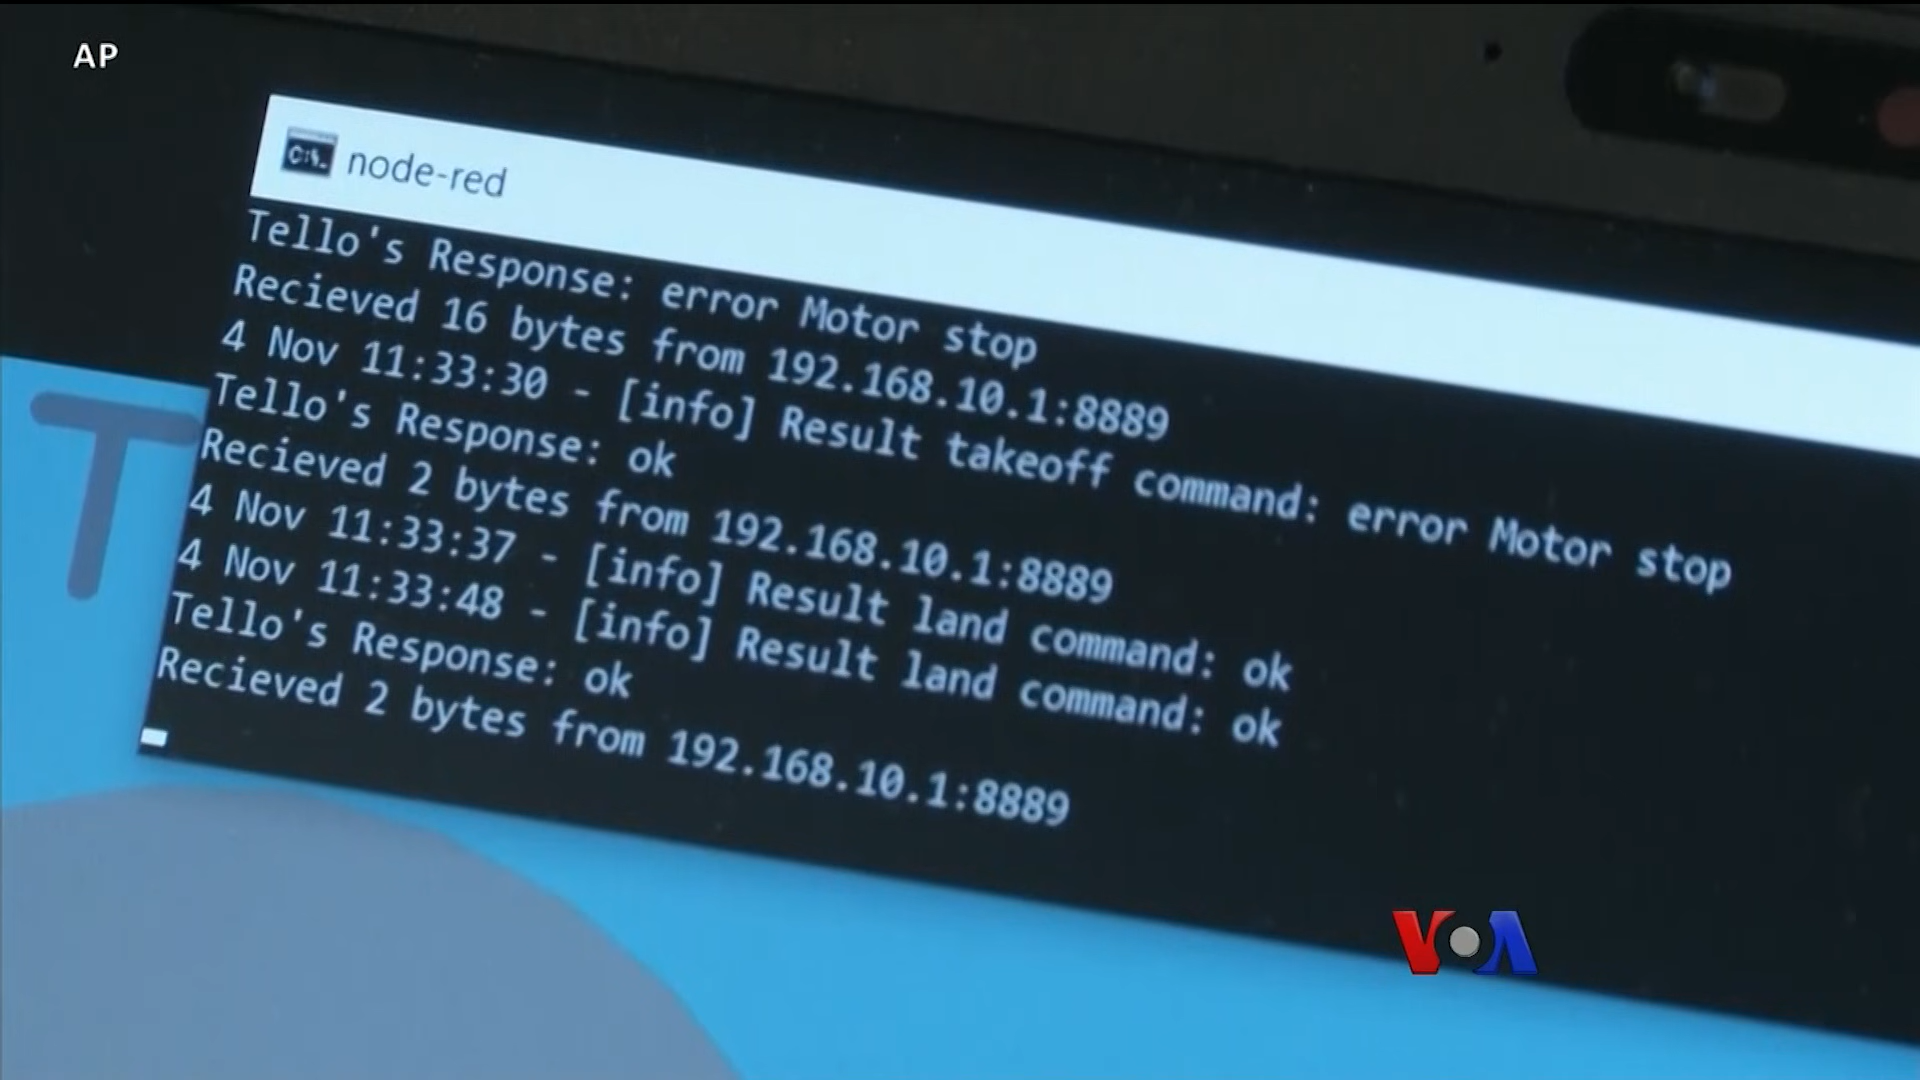 AP
C:\.
node-red
Tello's Response: error Motor stop
Recieved 16 bytes from 192.168.10.1:8889
4 Nov 11:33:30 - [info] Result takeoff command: error Motor stop
Tello's Response: ok
Recieved 2 bytes from 192.168.10.1:8889
4 Nov 11:33:37 - [info] Result land command: ok
4 Nov 11:33:48 - [info] Result land command: ok
Tello's Response: ok
Recieved 2 bytes from 192.168.10.1:8889
T
VOA